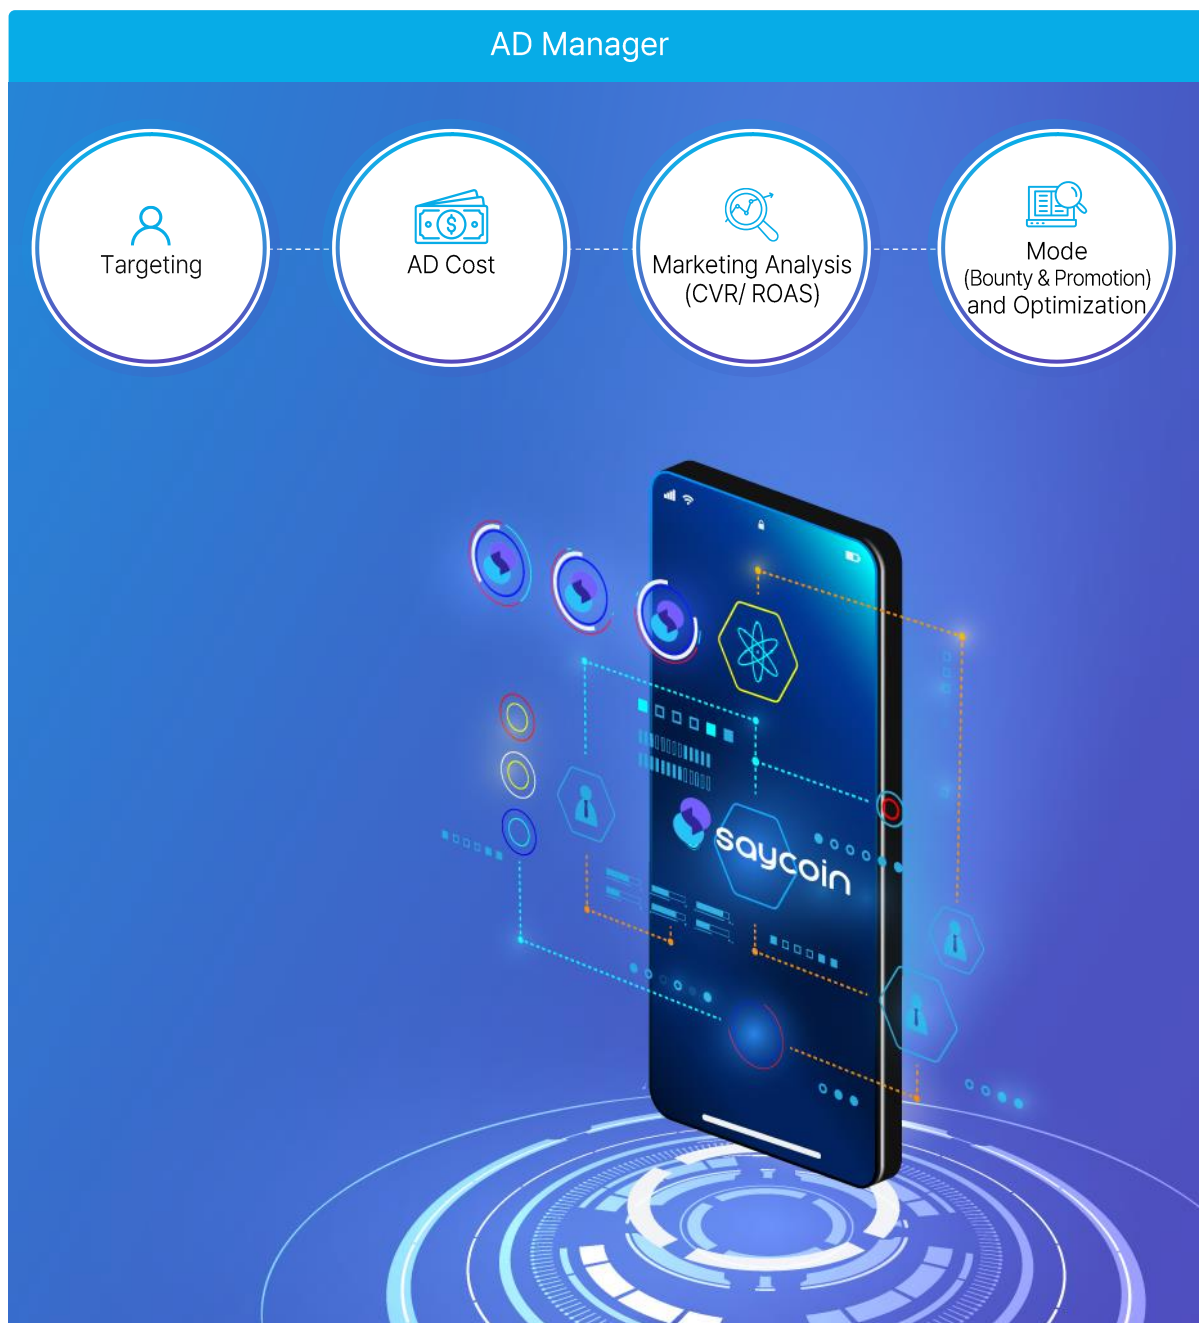 AD Manager
Targeting
AD Cost
Marketing Analysis
(CVR/ ROAS)
Mode
(Bounty & Promotion)
and Optimization
saycoin